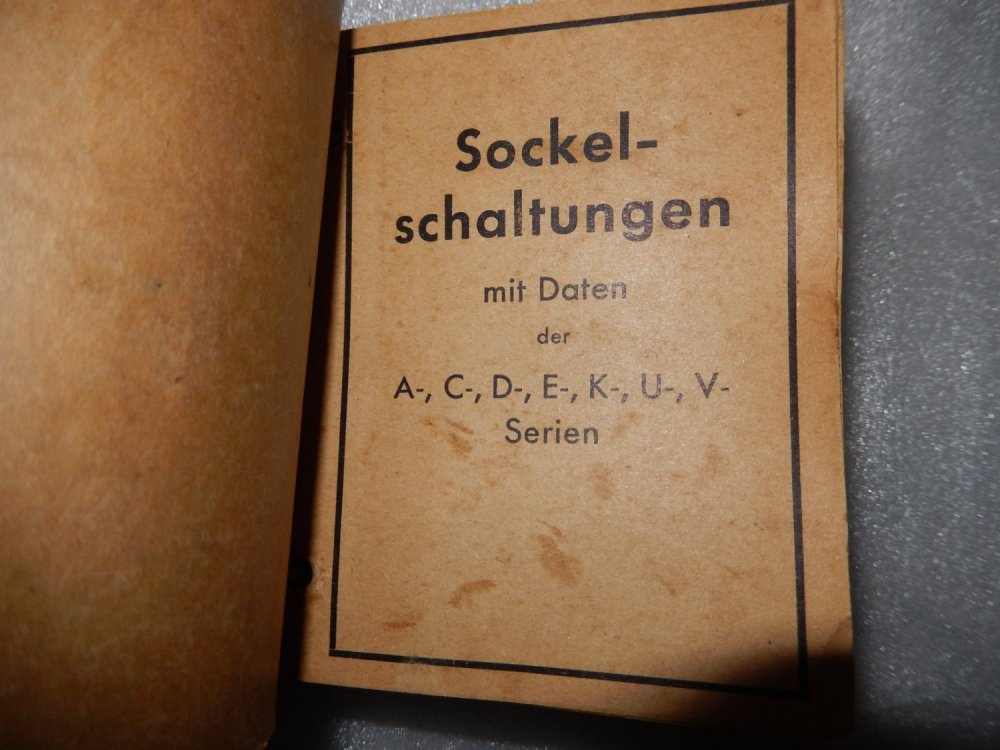 Sockel-
schaltungen
mit Daten
der
A-, C-, D-, E-, K-, U-, V-
Serien